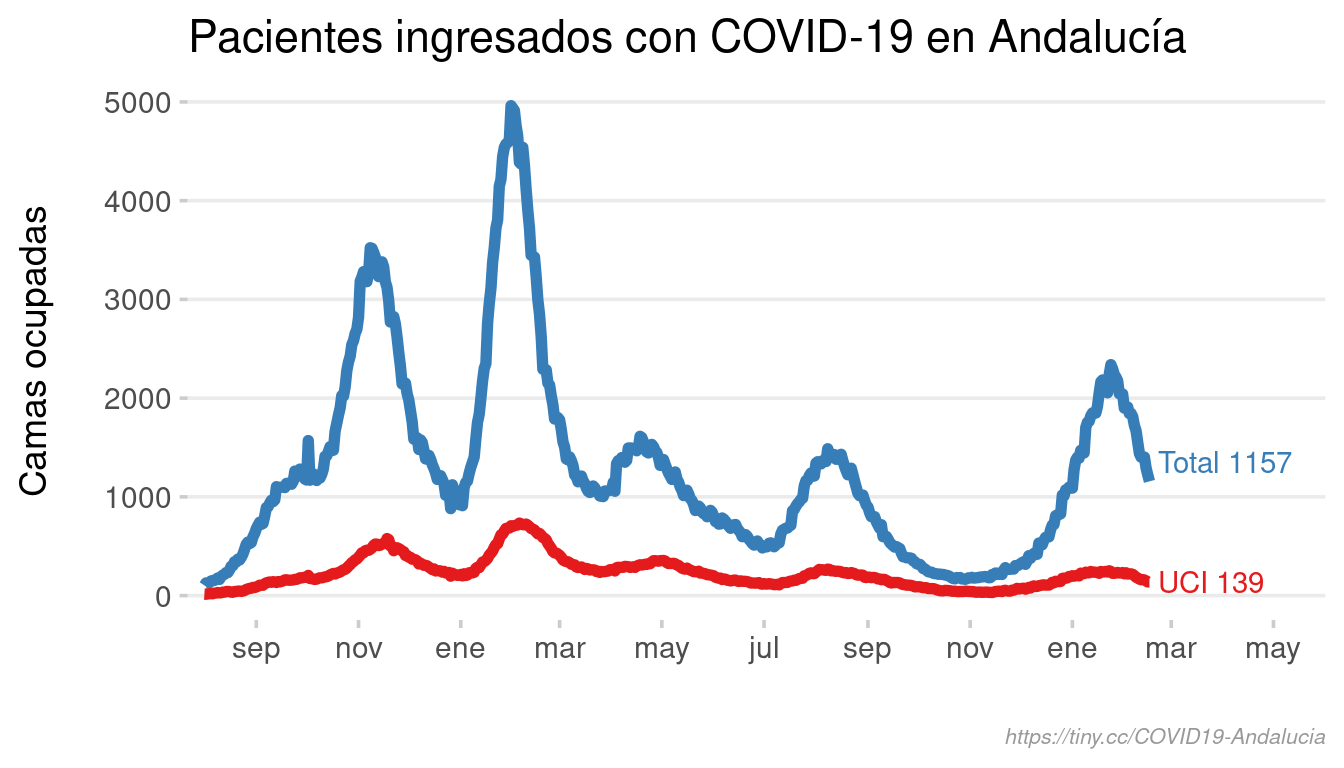 Pacientes ingresados con COVID-19 en Andalucía
Camas ocupadas
5000
4000
3000
2000
1000
0
Total 1157
UCI 139
sep nov ene mar may jul sep nov ene mar may
https://tiny.cc/COVID19-Andalucia